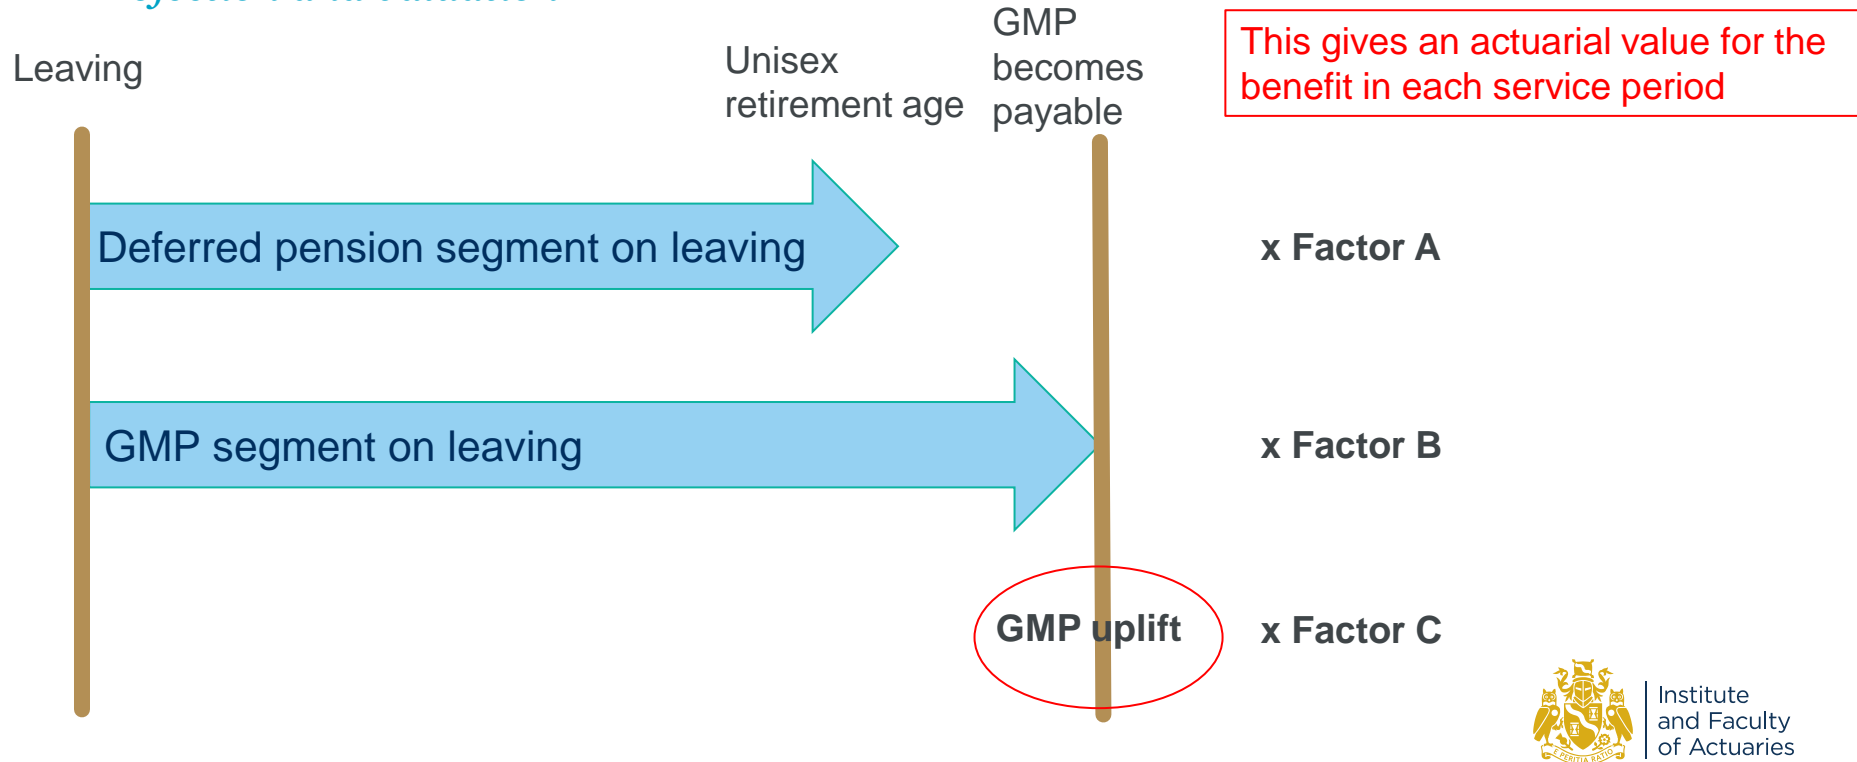 Leaving
Unisex
retirement age
GMP
becomes
payable
This gives an actuarial value for the
benefit in each service period
Deferred pension segment on leaving
x Factor A
GMP segment on leaving
x Factor B
GMP uplift
x Factor C
Institute
and Faculty
of Actuaries